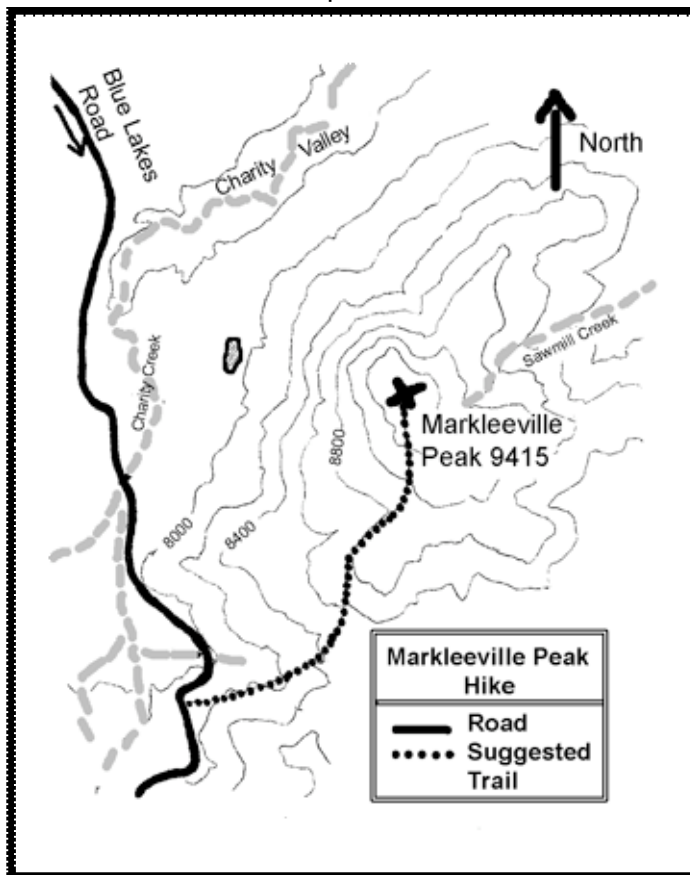 Blue Lakes
Road
Charity
Valley
North
Charity Creek
Sawmill Creek
Markleeville
Peak 9415
8800
8000
8400
Markleeville Peak
Hike
Road
Suggested
Trail